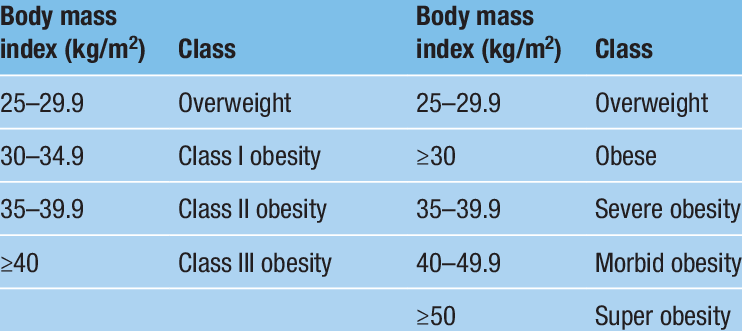 Body mass index (kg/m²) Class Body mass index (kg/m²) Class
25–29.9 Overweight 25–29.9 Overweight
30–34.9 Class I obesity ≥30 Obese
35–39.9 Class II obesity 35–39.9 Severe obesity
≥40 Class III obesity 40–49.9 Morbid obesity
≥50 Super obesity